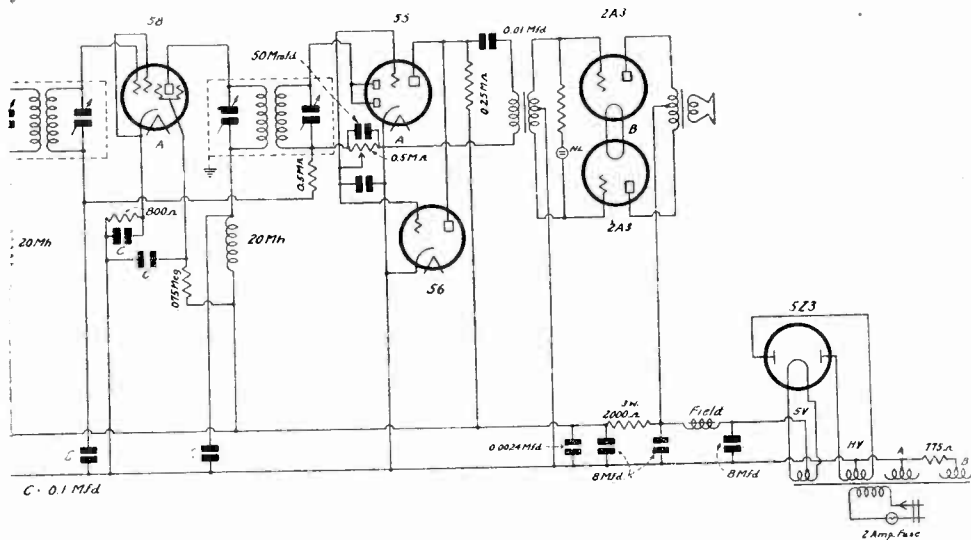 58
55
2A3
50 Mmfd
0.01 Mfd
0.25 M Ω
A
A
B
NL
0.5 M Ω
0.5 M Ω
2A3
800 Ω
20 Mh
C
C
20 Mh
.075 Meg
56
5Z3
3 w.
2000 Ω
Field
5V
HV
A
775 Ω
B
C
0.0024 Mfd
8 Mfd.
8 Mfd
C - 0.1 Mfd
2 Amp. Fuse